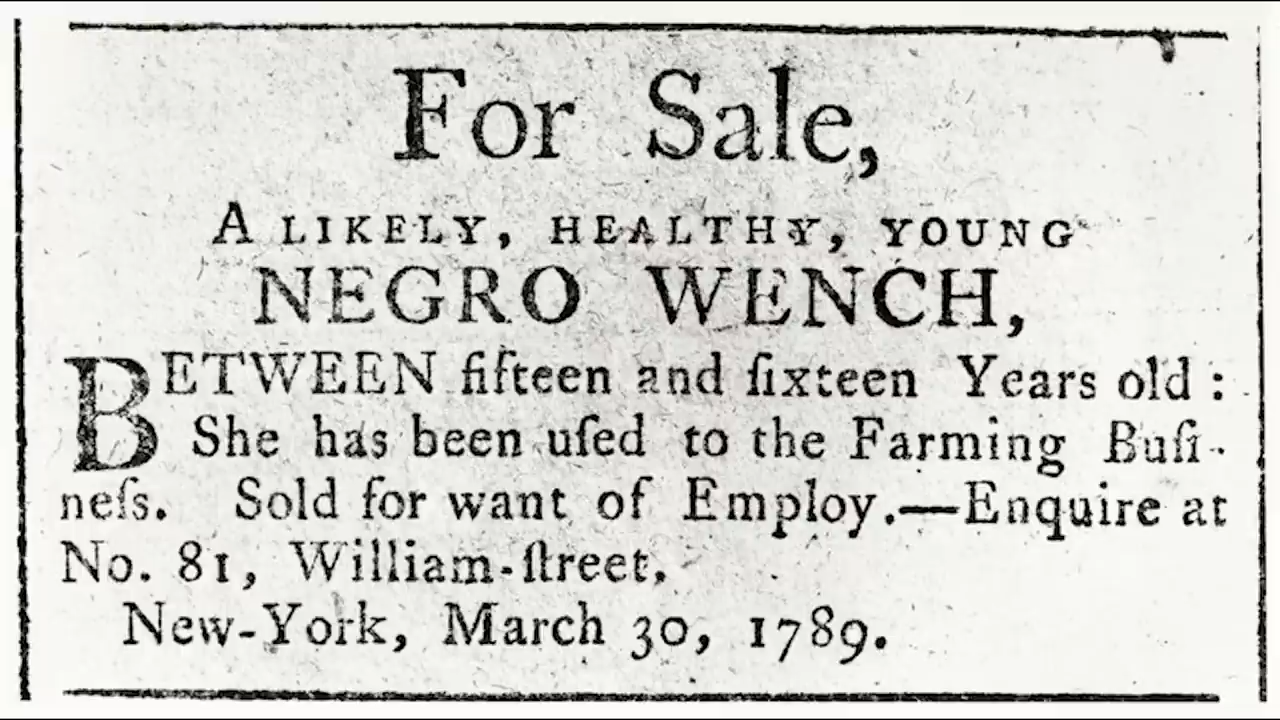 For Sale,
A LIKELY, HEALTHY, YOUNG
NEGRO WENCH,
BETWEEN fifteen and ſixteen Years old :
She has been uſed to the Farming Buſi-
neſs. Sold for want of Employ.—Enquire at
No. 81, William-ſtreet.
New-York, March 30, 1789.